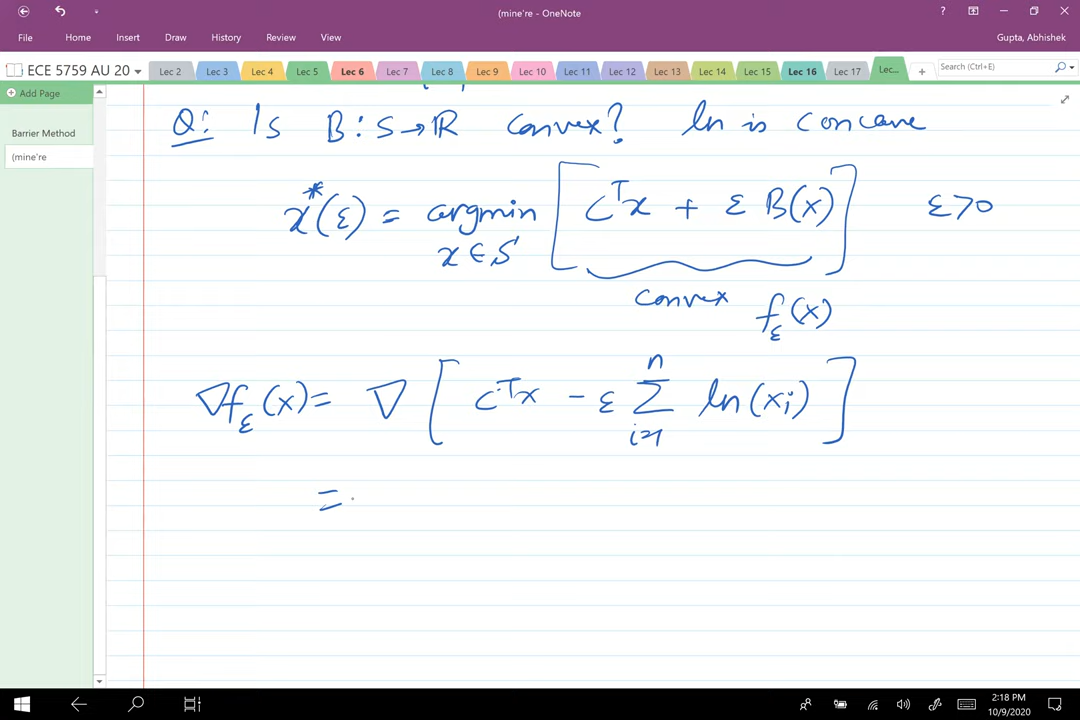 (mine're - OneNote
? Gupta, Abhishek
File Home Insert Draw History Review View
ECE 5759 AU 20 Lec 2 Lec 3 Lec 4 Lec 5 Lec 6 Lec 7 Lec 8 Lec 9 Lec 10 Lec 11 Lec 12 Lec 13 Lec 14 Lec 15 Lec 16 Lec 17 Lec... + Search (Ctrl+E)
Add Page
Barrier Method
(mine're
Q: Is B : S → ℝ convex? ln is concave
x*(ε) = argmin [ cᵀx + ε B(x) ] ε>0
x ∈ S
convex f_ε(x)
∇f_ε(x) = ∇ [ cᵀx - ε ∑_{i=1}^{n} ln(xᵢ) ]
=
2:18 PM
10/9/2020